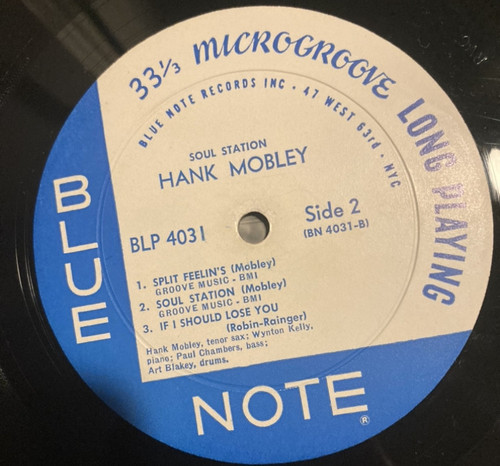 33⅓ MICROGROOVE LONG PLAYING
BLUE NOTE RECORDS INC • 47 WEST 63rd • NYC
SOUL STATION
HANK MOBLEY
BLP 4031
Side 2
(BN 4031-B)
1. SPLIT FEELIN'S (Mobley)
GROOVE MUSIC - BMI
2. SOUL STATION (Mobley)
GROOVE MUSIC - BMI
3. IF I SHOULD LOSE YOU
(Robin-Rainger)
Hank Mobley, tenor sax; Wynton Kelly,
piano; Paul Chambers, bass;
Art Blakey, drums.
BLUE
NOTE®